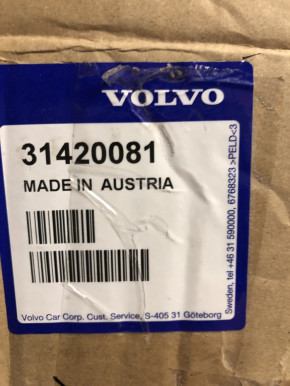 VOLVO
31420081
MADE IN AUSTRIA
Volvo Car Corp. Cust. Service, S-405 31 Göteborg
Sweden, tel +46 31 590000, 6768323 >PELD<3